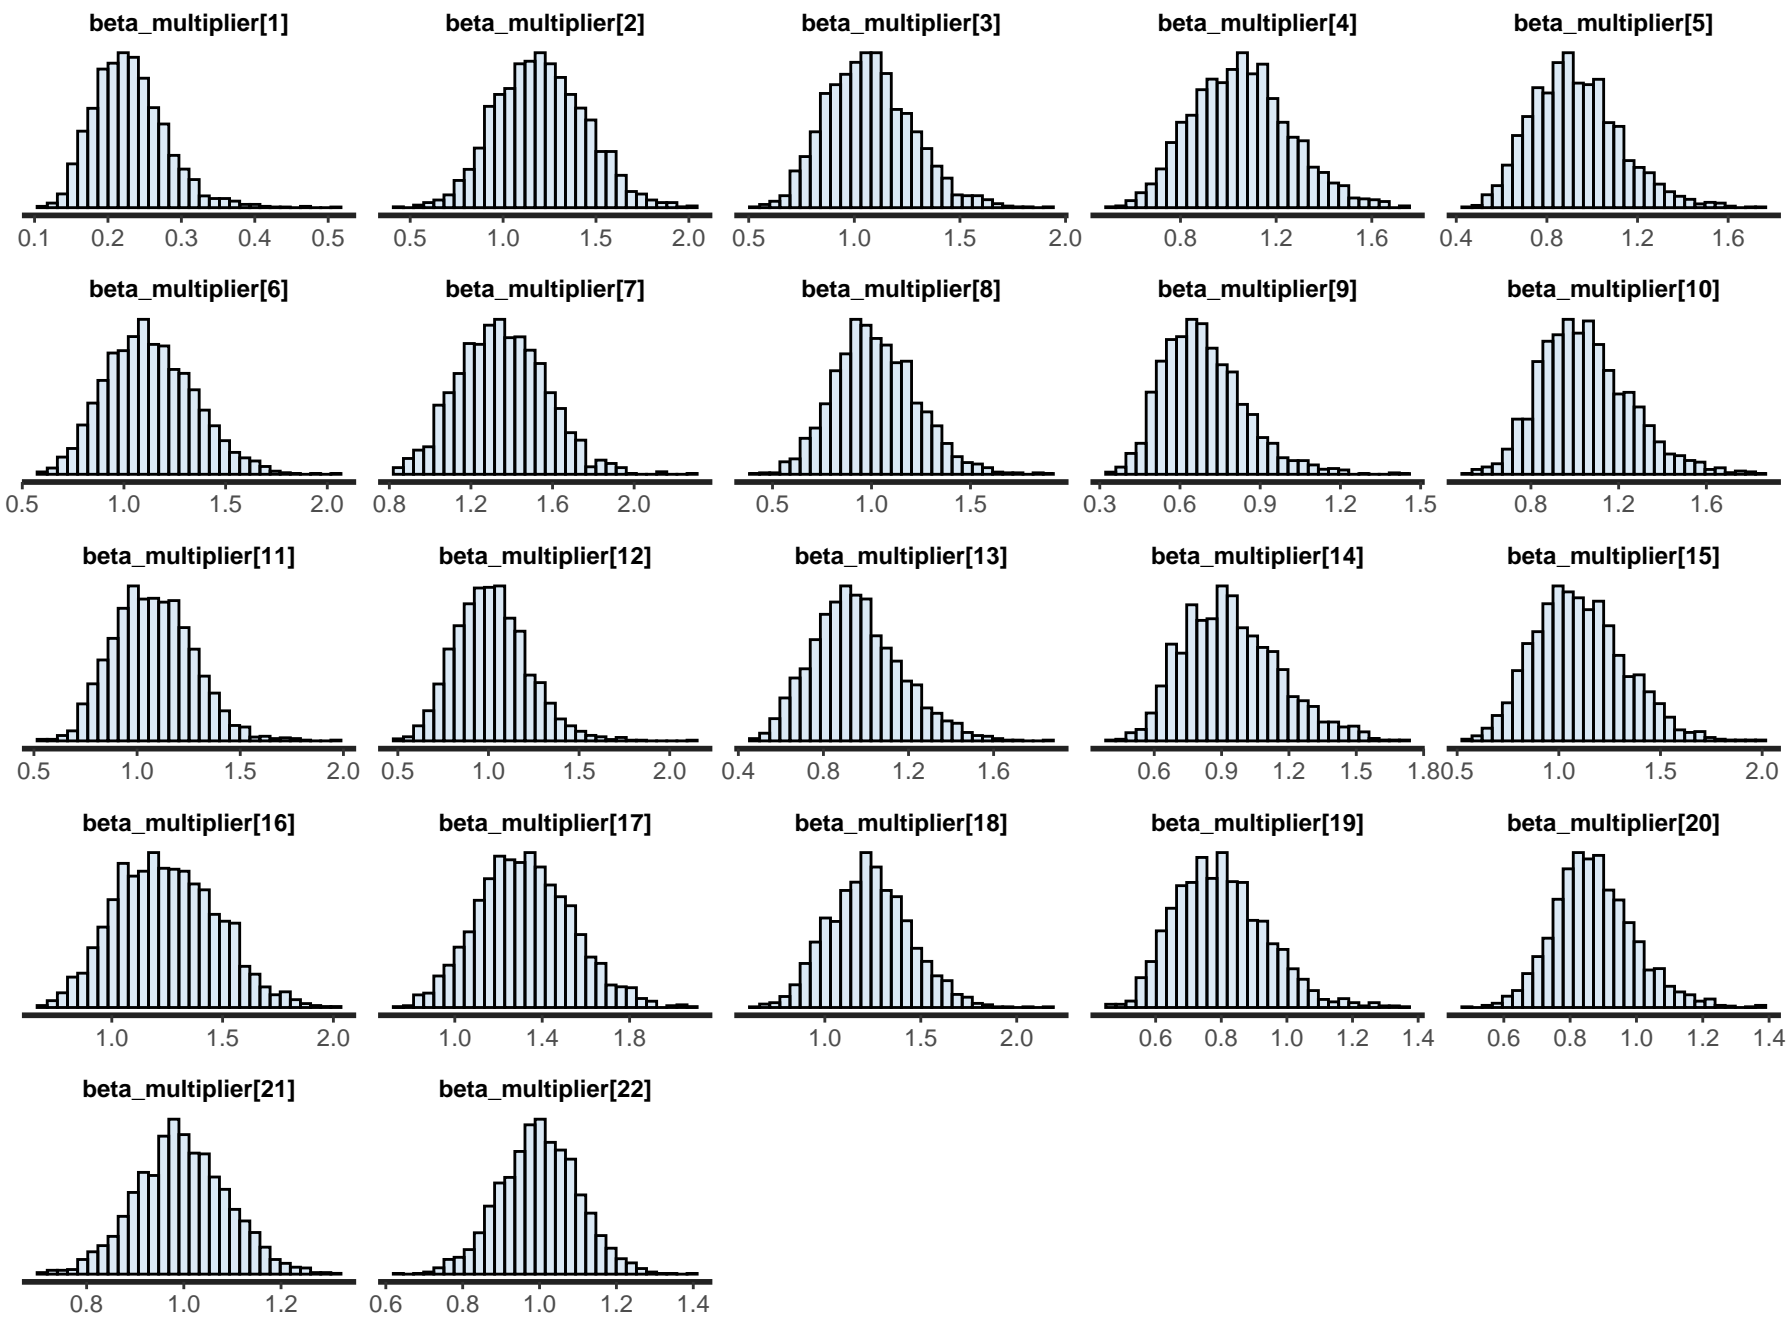 beta_multiplier[1] beta_multiplier[2] beta_multiplier[3] beta_multiplier[4] beta_multiplier[5]
0.1 0.2 0.3 0.4 0.5 0.5 1.0 1.5 2.0 0.5 1.0 1.5 2.0 0.8 1.2 1.6 0.4 0.8 1.2 1.6
beta_multiplier[6] beta_multiplier[7] beta_multiplier[8] beta_multiplier[9] beta_multiplier[10]
0.5 1.0 1.5 2.0 0.8 1.2 1.6 2.0 0.5 1.0 1.5 0.3 0.6 0.9 1.2 1.5 0.8 1.2 1.6
beta_multiplier[11] beta_multiplier[12] beta_multiplier[13] beta_multiplier[14] beta_multiplier[15]
0.5 1.0 1.5 2.0 0.5 1.0 1.5 2.0 0.4 0.8 1.2 1.6 0.6 0.9 1.2 1.5 1.8 0.5 1.0 1.5 2.0
beta_multiplier[16] beta_multiplier[17] beta_multiplier[18] beta_multiplier[19] beta_multiplier[20]
1.0 1.5 2.0 1.0 1.4 1.8 1.0 1.5 2.0 0.6 0.8 1.0 1.2 1.4 0.6 0.8 1.0 1.2 1.4
beta_multiplier[21] beta_multiplier[22]
0.8 1.0 1.2 0.6 0.8 1.0 1.2 1.4